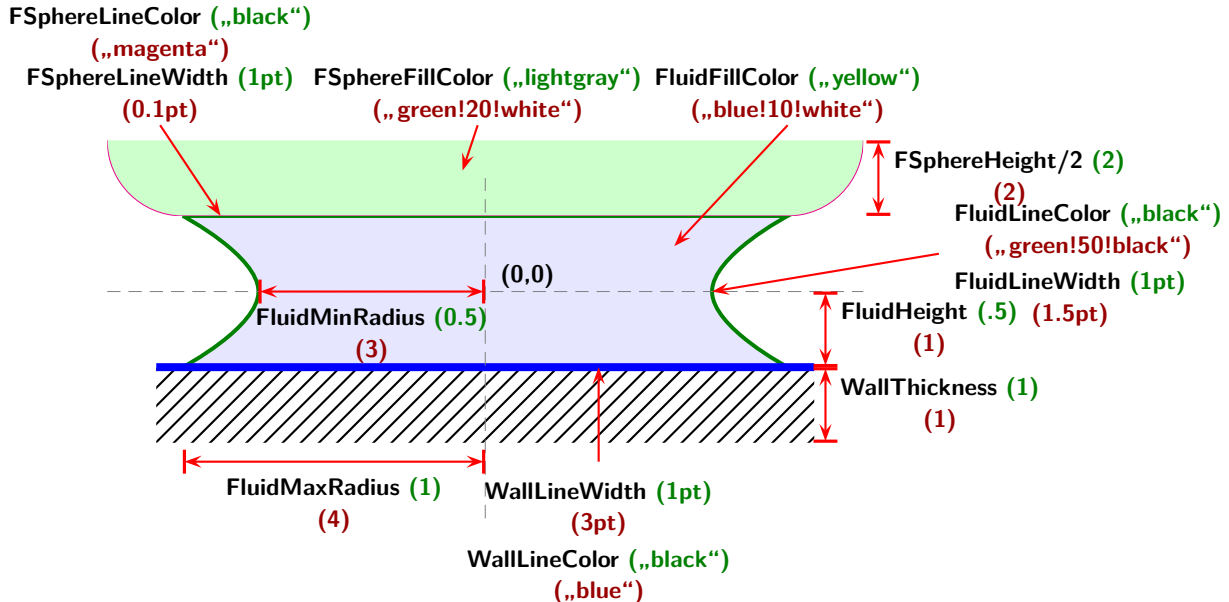 FSphereLineColor („black“)
(„magenta“)
FSphereLineWidth (1pt)
(0.1pt)
FSphereFillColor („lightgray“)
(„green!20!white“)
FluidFillColor („yellow“)
(„blue!10!white“)
FSphereHeight/2 (2)
(2)
FluidLineColor („black“)
(„green!50!black“)
FluidLineWidth (1pt)
(1.5pt)
(0,0)
FluidMinRadius (0.5)
(3)
FluidHeight (.5)
(1)
WallThickness (1)
(1)
FluidMaxRadius (1)
(4)
WallLineWidth (1pt)
(3pt)
WallLineColor („black“)
(„blue“)